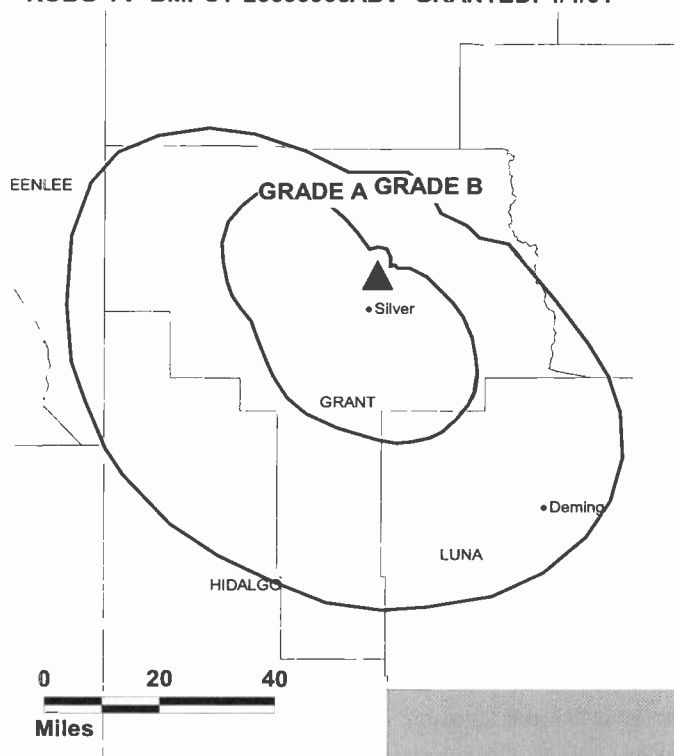 EENLEE
GRADE A GRADE B
Silver
GRANT
Deming
LUNA
HIDALGO
0 20 40
Miles